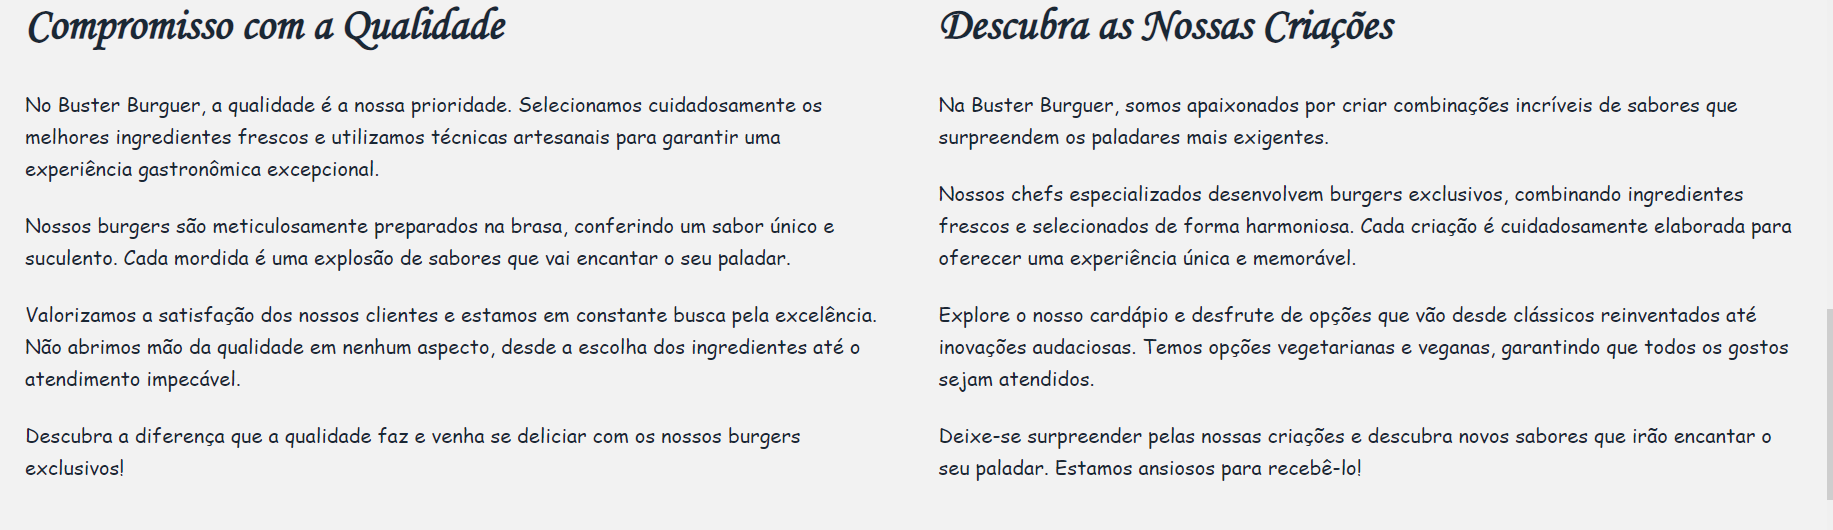 Compromisso com a Qualidade
No Buster Burguer, a qualidade é a nossa prioridade. Selecionamos cuidadosamente os
melhores ingredientes frescos e utilizamos técnicas artesanais para garantir uma
experiência gastronômica excepcional.
Nossos burgers são meticulosamente preparados na brasa, conferindo um sabor único e
suculento. Cada mordida é uma explosão de sabores que vai encantar o seu paladar.
Valorizamos a satisfação dos nossos clientes e estamos em constante busca pela excelência.
Não abrimos mão da qualidade em nenhum aspecto, desde a escolha dos ingredientes até o
atendimento impecável.
Descubra a diferença que a qualidade faz e venha se deliciar com os nossos burgers
exclusivos!
Descubra as Nossas Criações
Na Buster Burguer, somos apaixonados por criar combinações incríveis de sabores que
surpreendem os paladares mais exigentes.
Nossos chefs especializados desenvolvem burgers exclusivos, combinando ingredientes
frescos e selecionados de forma harmoniosa. Cada criação é cuidadosamente elaborada para
oferecer uma experiência única e memorável.
Explore o nosso cardápio e desfrute de opções que vão desde clássicos reinventados até
inovações audaciosas. Temos opções vegetarianas e veganas, garantindo que todos os gostos
sejam atendidos.
Deixe-se surpreender pelas nossas criações e descubra novos sabores que irão encantar o
seu paladar. Estamos ansiosos para recebê-lo!